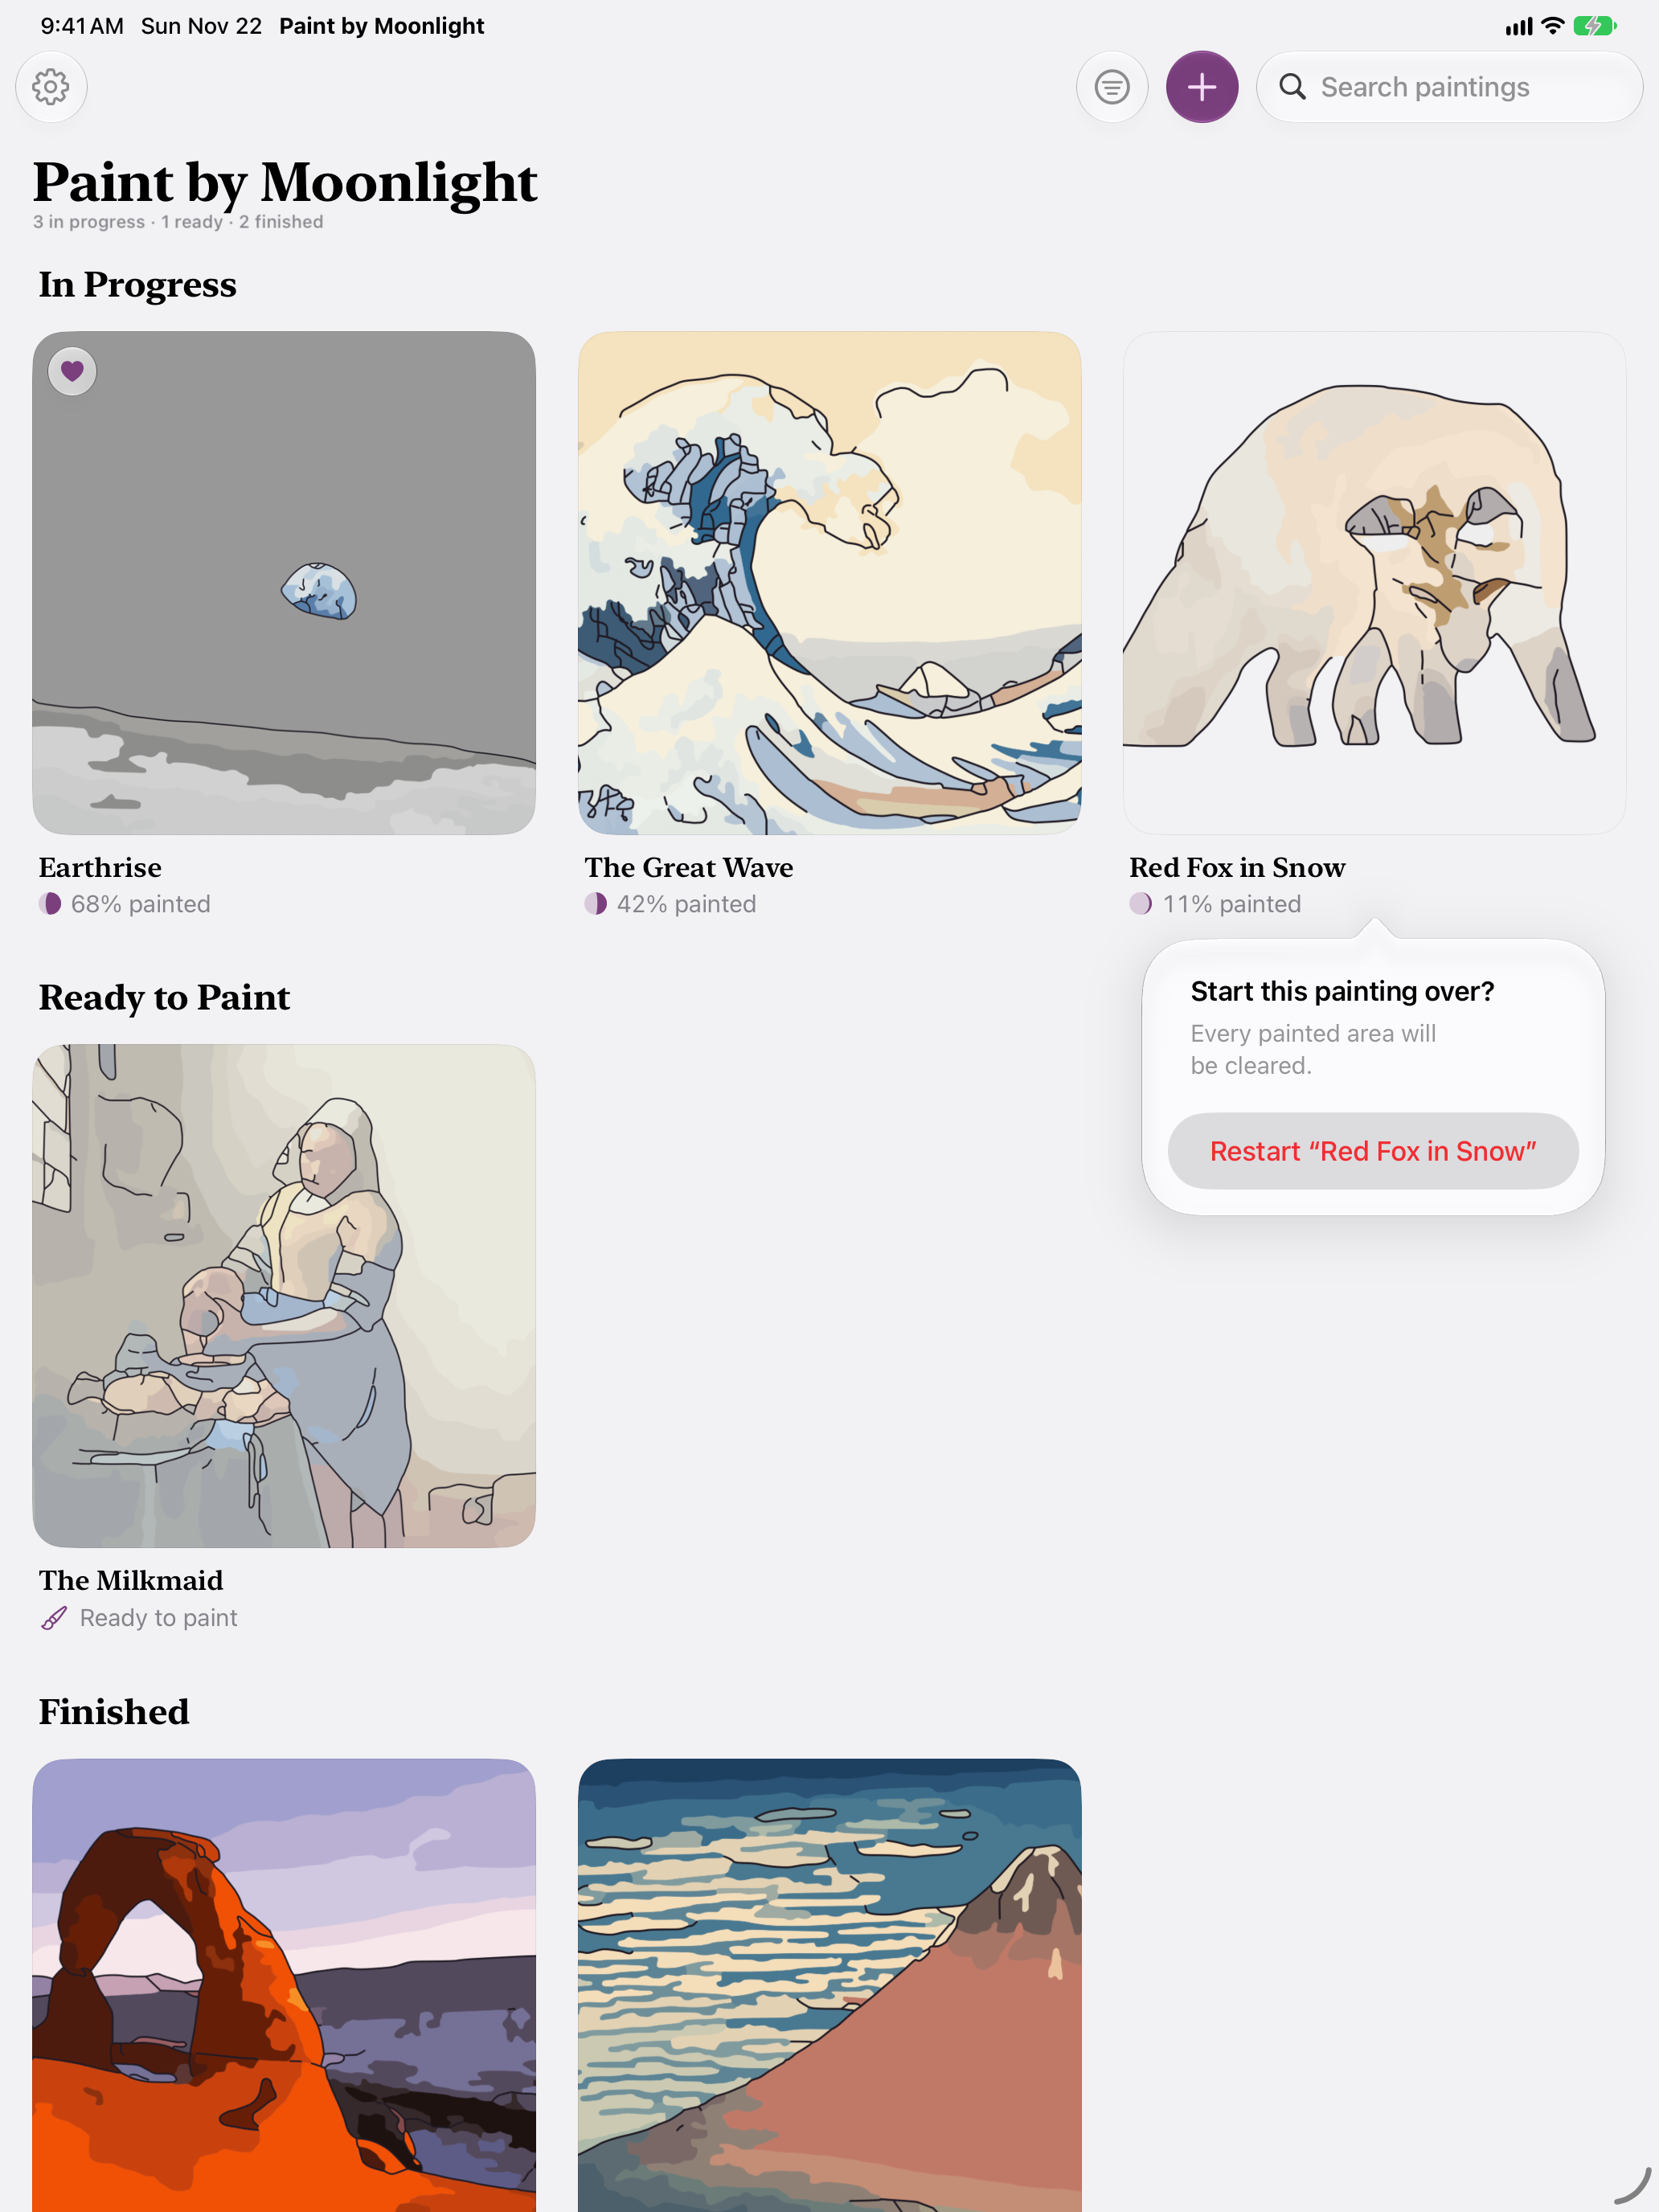 9:41 AM Sun Nov 22 Paint by Moonlight
Search paintings
Paint by Moonlight
3 in progress · 1 ready · 2 finished
In Progress
Earthrise
68% painted
The Great Wave
42% painted
Red Fox in Snow
11% painted
Start this painting over?
Every painted area will
be cleared.
Restart “Red Fox in Snow”
Ready to Paint
The Milkmaid
Ready to paint
Finished